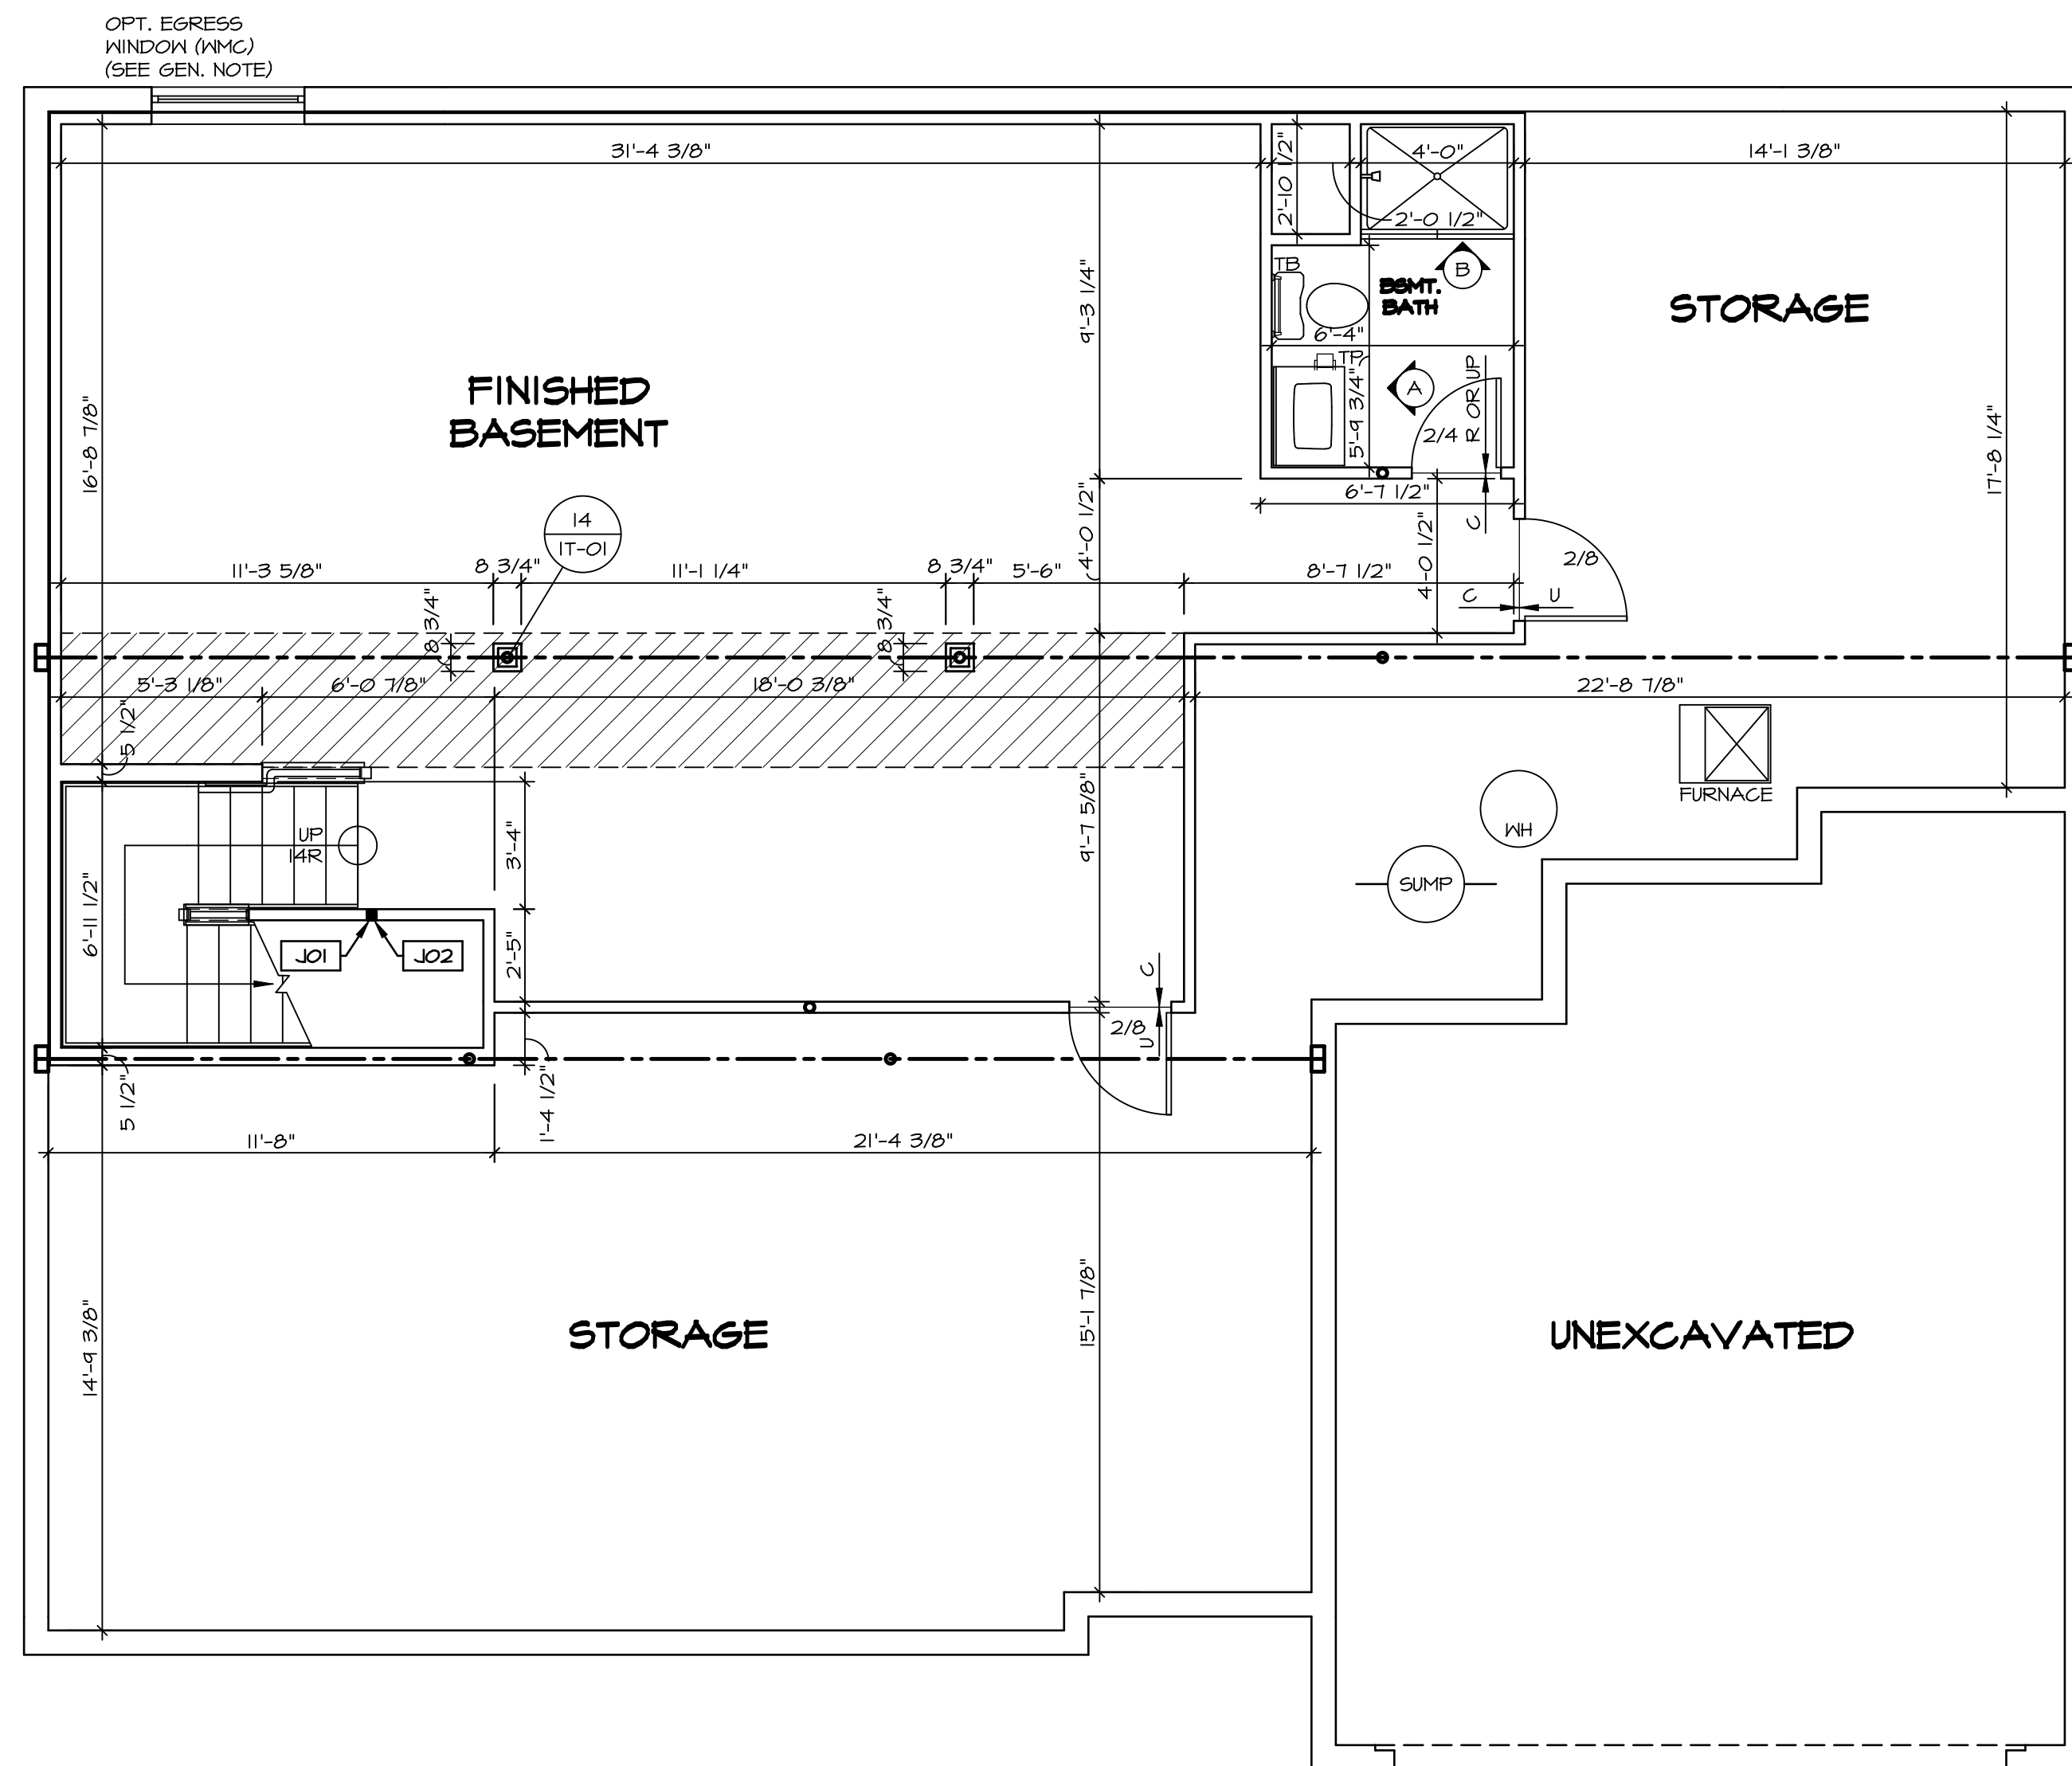 OPT. EGRESS
WINDOW (WMC)
(SEE GEN. NOTE)
31'-4 3/8"
2'-10 1/2"
4'-0"
14'-1 3/8"
2'-0 1/2"
TB
BSMT.
BATH
B
9'-3 1/4"
STORAGE
6'-4"
TP
FINISHED
BASEMENT
16'-8 7/8"
5'-9 3/4"
A
2/4
R OR UP
17'-8 1/4"
6'-7 1/2"
C
14
1T-01
4'-0 1/2"
4'-0 1/2"
2/8
11'-3 5/8"
8 3/4"
11'-1 1/4"
8 3/4"
5'-6"
8'-7 1/2"
C
U
8 3/4"
8 3/4"
5'-3 1/8"
6'-0 7/8"
18'-0 3/8"
22'-8 7/8"
5 1/2"
FURNACE
WH
UP
14R
3'-4"
9'-7 5/8"
SUMP
6'-11 1/2"
J01
J02
2'-5"
C
2/8
U
5 1/2"
1'-4 1/2"
11'-8"
21'-4 3/8"
14'-9 3/8"
STORAGE
15'-1 7/8"
UNEXCAVATED